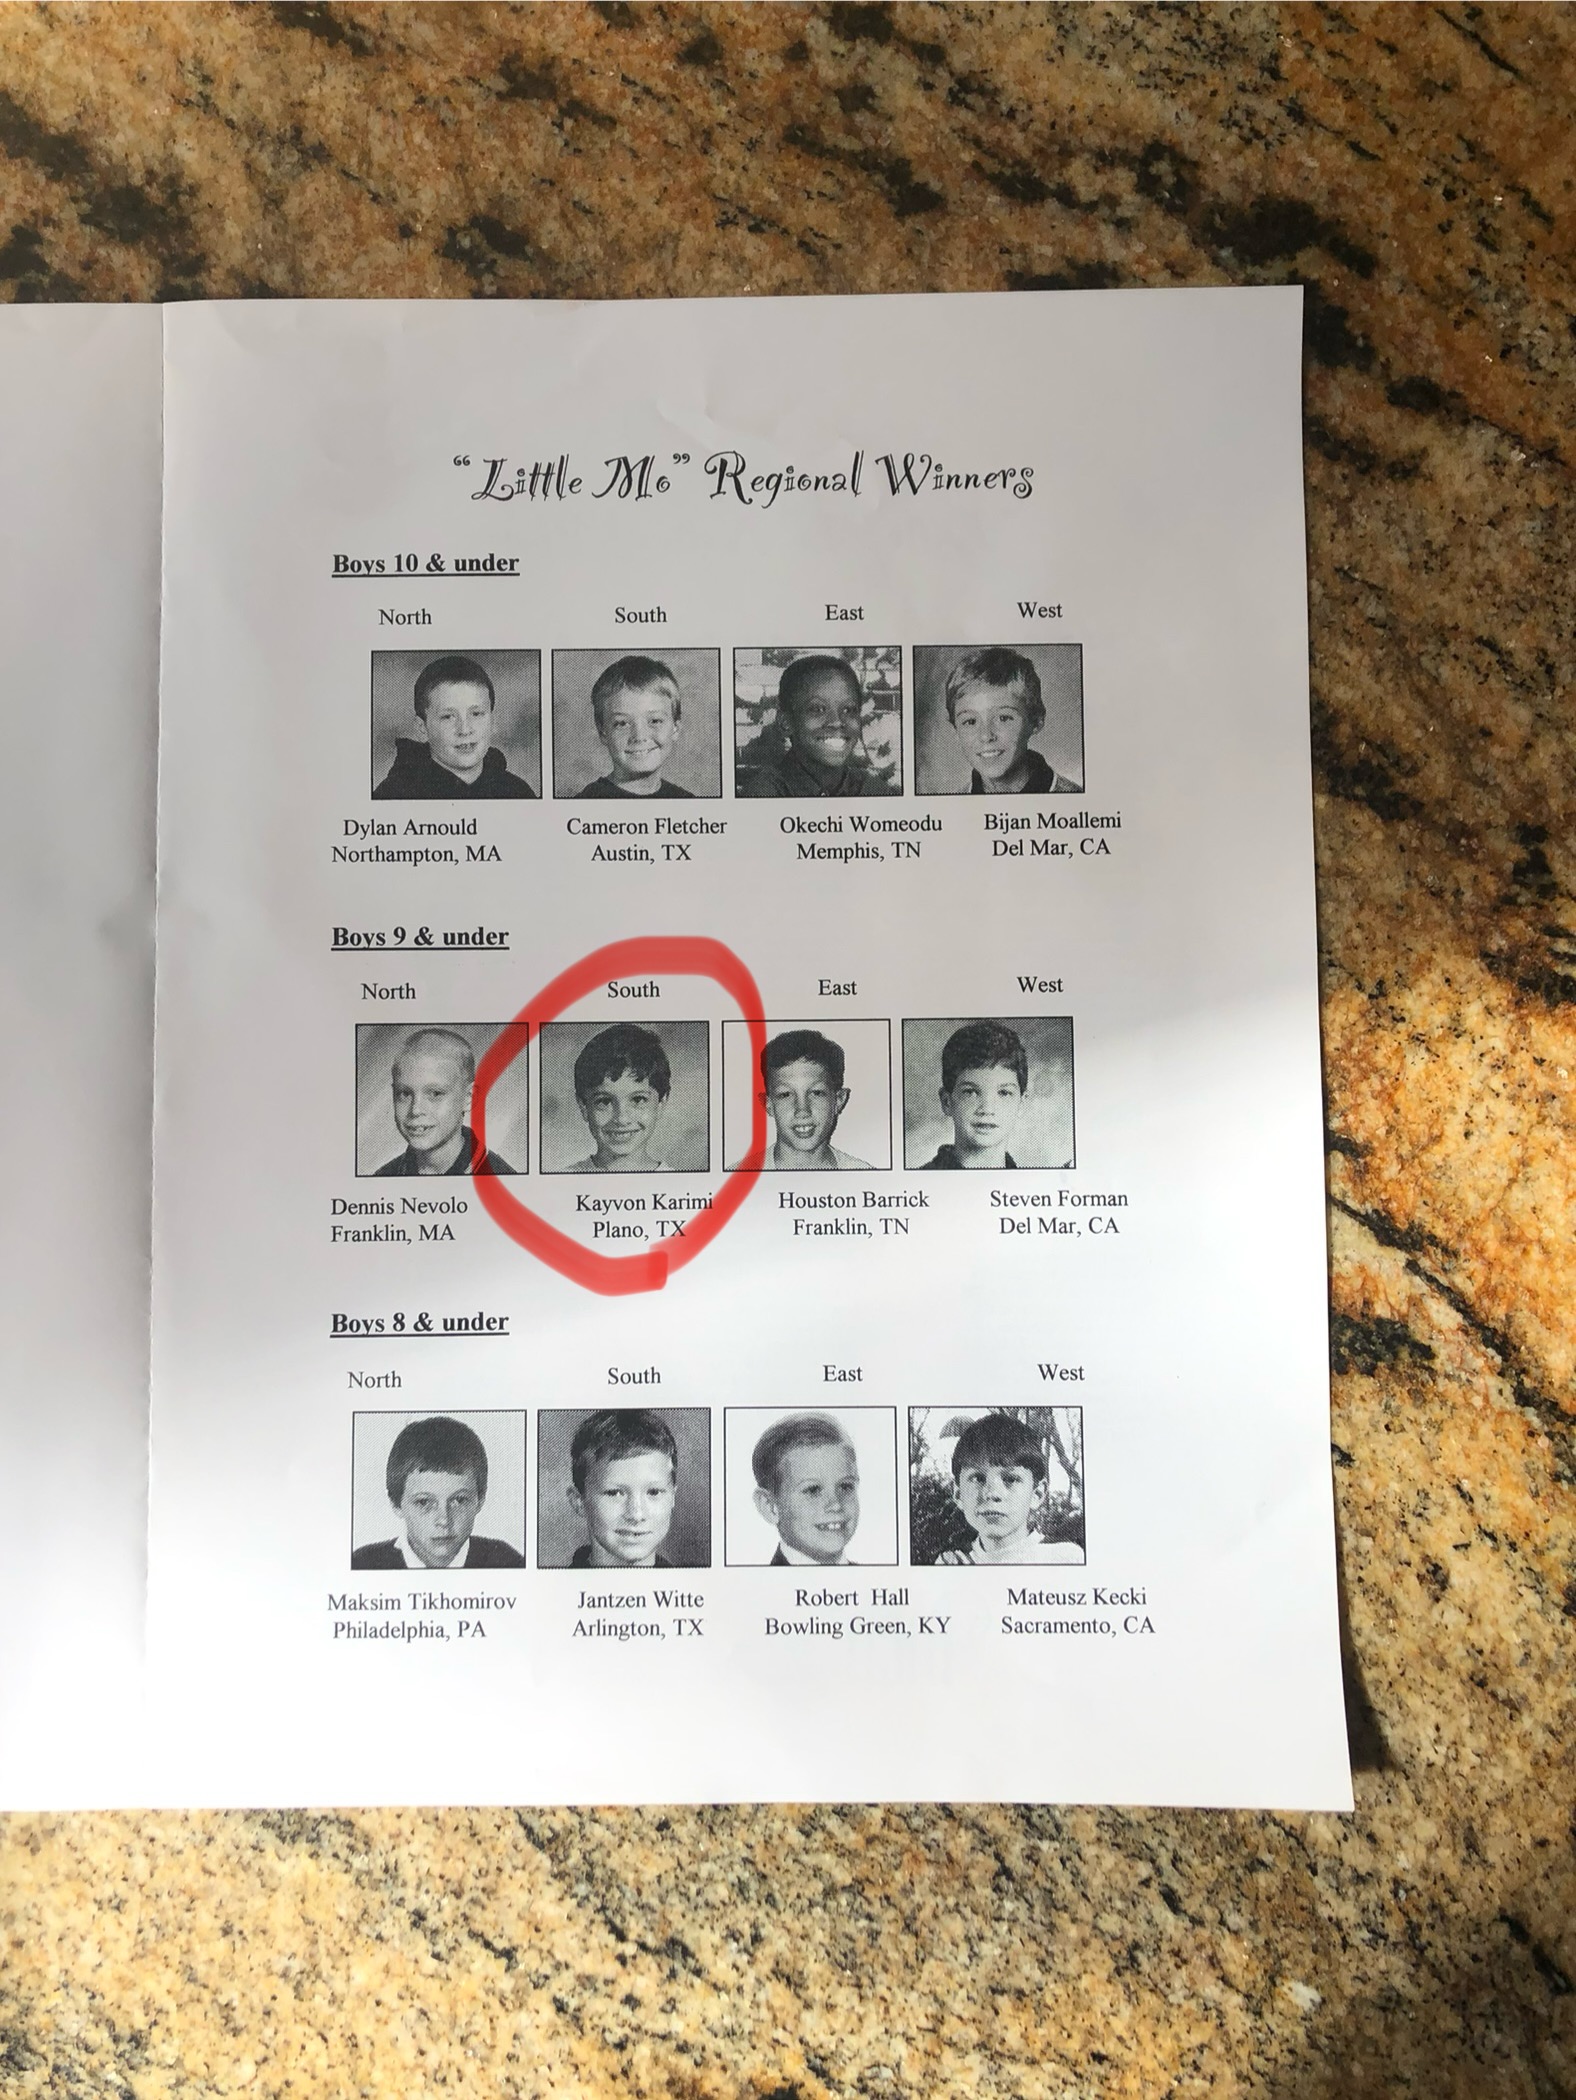 “Little Mo” Regional Winners
Boys 10 & under
North South East West
Dylan Arnould Cameron Fletcher Okechi Womeodu Bijan Moallemi
Northampton, MA Austin, TX Memphis, TN Del Mar, CA
Boys 9 & under
North South East West
Dennis Nevolo Kayvon Karimi Houston Barrick Steven Forman
Franklin, MA Plano, TX Franklin, TN Del Mar, CA
Boys 8 & under
North South East West
Maksim Tikhomirov Jantzen Witte Robert Hall Mateusz Kecki
Philadelphia, PA Arlington, TX Bowling Green, KY Sacramento, CA